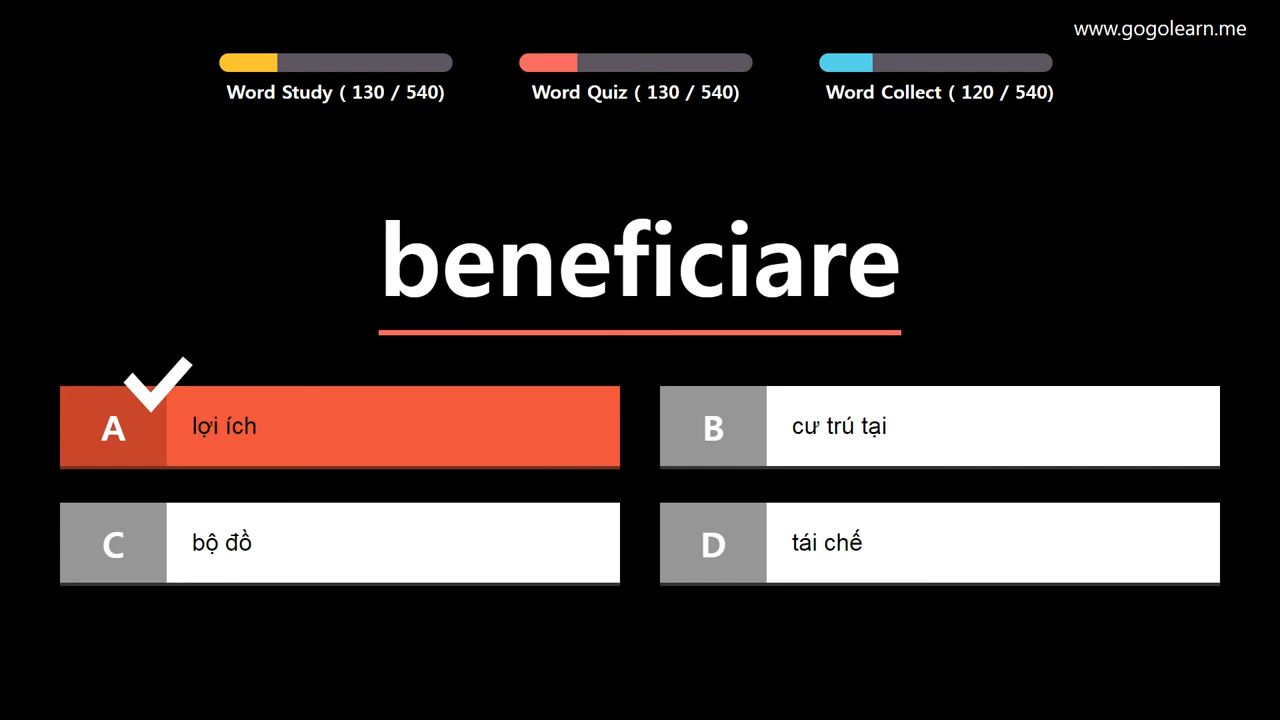 www.gogolearn.me
Word Study ( 130 / 540)
Word Quiz ( 130 / 540)
Word Collect ( 120 / 540)
beneficiare
A
lợi ích
B
cư trú tại
C
bộ đồ
D
tái chế